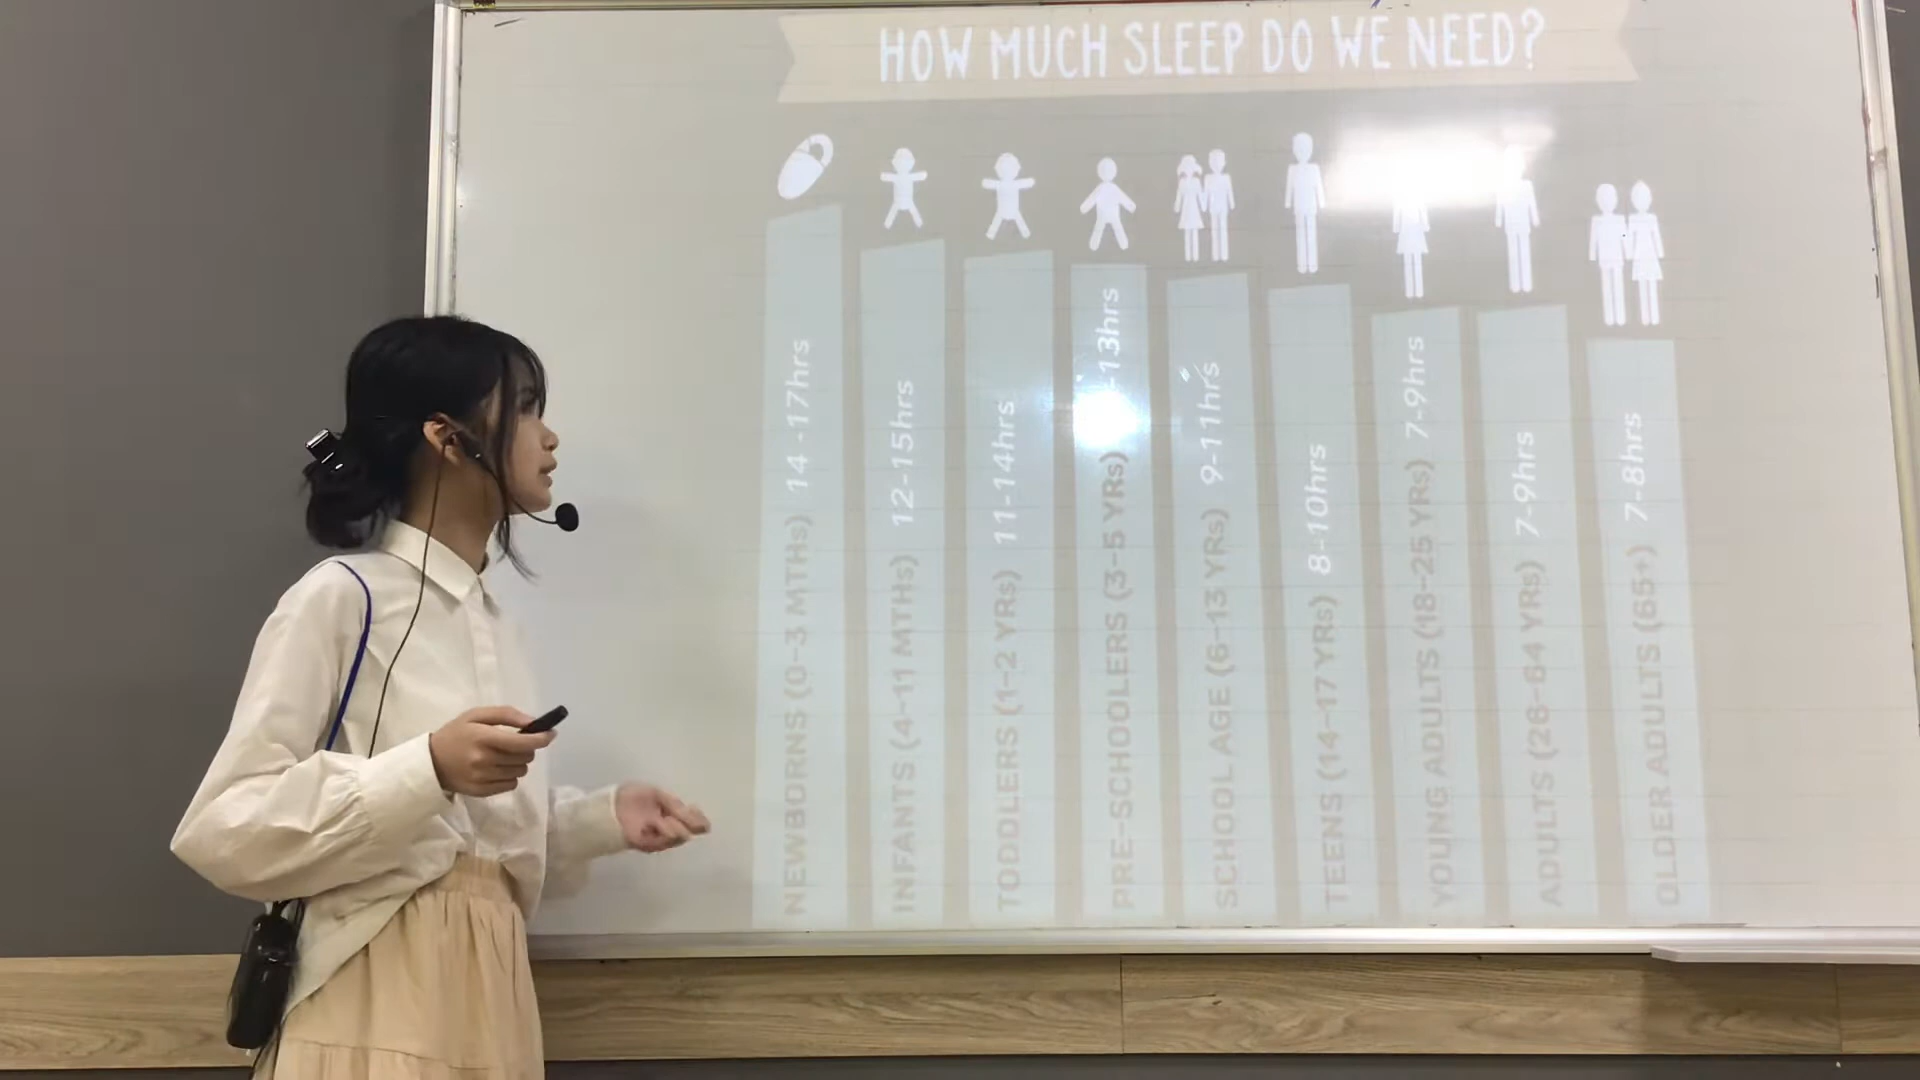 HOW MUCH SLEEP DO WE NEED?
NEWBORNS (0-3 MTHs) 14-17hrs
INFANTS (4-11 MTHs) 12-15hrs
TODDLERS (1-2 YRs) 11-14hrs
PRE-SCHOOLERS (3-5 YRs) -13hrs
SCHOOL AGE (6-13 YRs) 9-11hrs
TEENS (14-17 YRs) 8-10hrs
YOUNG ADULTS (18-25 YRs) 7-9hrs
ADULTS (26-64 YRs) 7-9hrs
OLDER ADULTS (65+) 7-8hrs